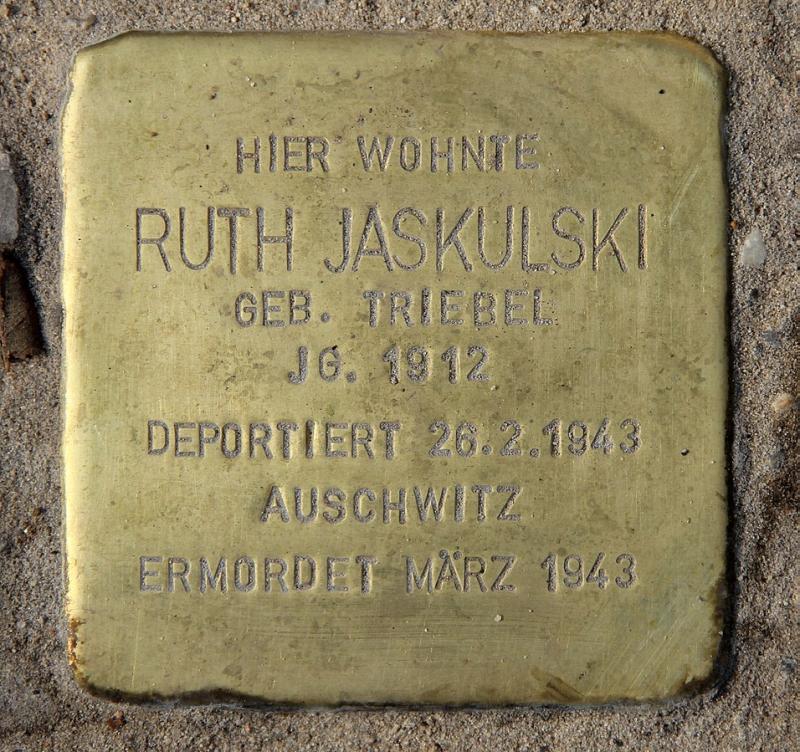 HIER WOHNTE
RUTH JASKULSKI
GEB. TRIEBEL
JG. 1912
DEPORTIERT 26.2.1943
AUSCHWITZ
ERMORDET MÄRZ 1943